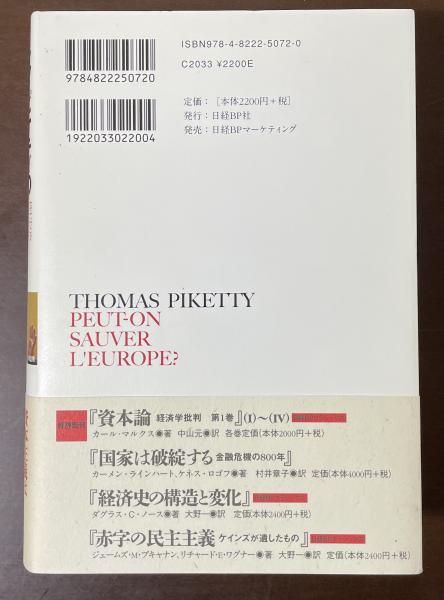 ISBN978-4-8222-5072-0
C2033 ¥2200E
9784822250720
定価：［本体2200円+税］
発行：日経BP社
発売：日経BPマーケティング
1922033022004
THOMAS PIKETTY
PEUT-ON
SAUVER
L'EUROPE?
『資本論 経済学批判 第1巻』(I)〜(IV)
カール・マルクス●著 中山元●訳 各巻定価(本体2000円+税)
『国家は破綻する 金融危機の800年』
カーメン・ラインハート、ケネス・ロゴフ●著 村井章子●訳 定価(本体4000円+税)
『経済史の構造と変化』
ダグラス・C・ノース●著 大野一●訳 定価(本体2400円+税)
『赤字の民主主義 ケインズが遺したもの』
ジェームズ・M・ブキャナン、リチャード・E・ワグナー●著 大野一●訳 定価(本体2400円+税)